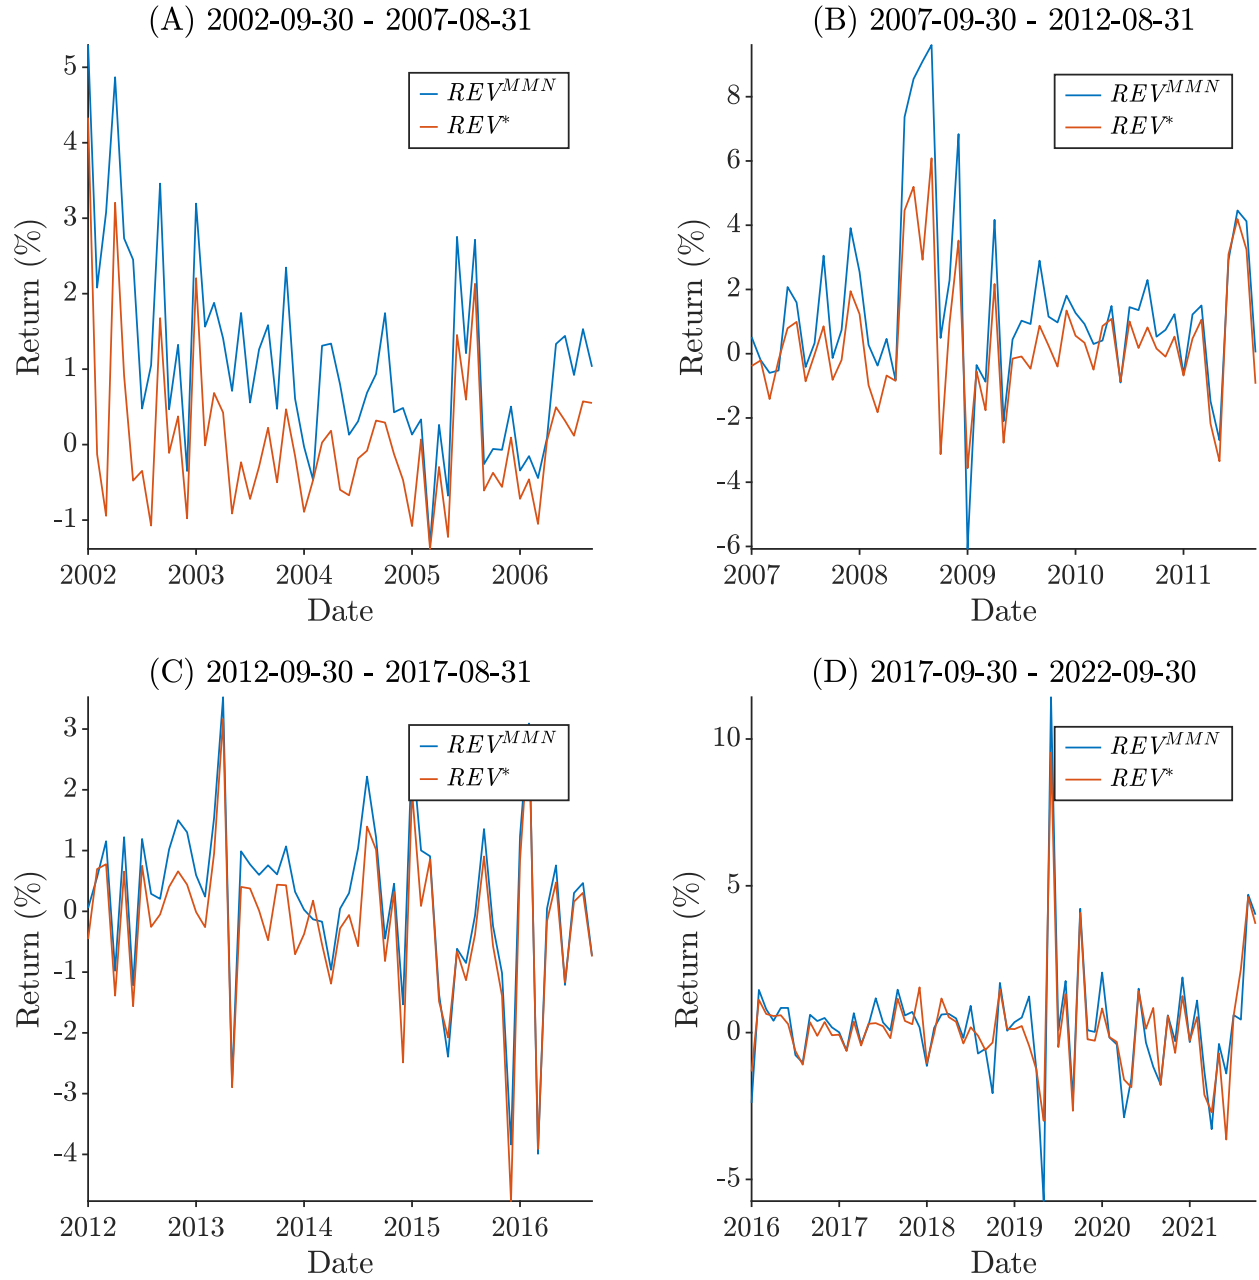 (A) 2002-09-30 - 2007-08-31
Return (%)
5
4
3
2
1
0
-1
REV^MMN
REV*
2002 2003 2004 2005 2006
Date
(B) 2007-09-30 - 2012-08-31
Return (%)
8
6
4
2
0
-2
-4
-6
REV^MMN
REV*
2007 2008 2009 2010 2011
Date
(C) 2012-09-30 - 2017-08-31
Return (%)
3
2
1
0
-1
-2
-3
-4
REV^MMN
REV*
2012 2013 2014 2015 2016
Date
(D) 2017-09-30 - 2022-09-30
Return (%)
10
5
0
-5
REV^MMN
REV*
2016 2017 2018 2019 2020 2021
Date